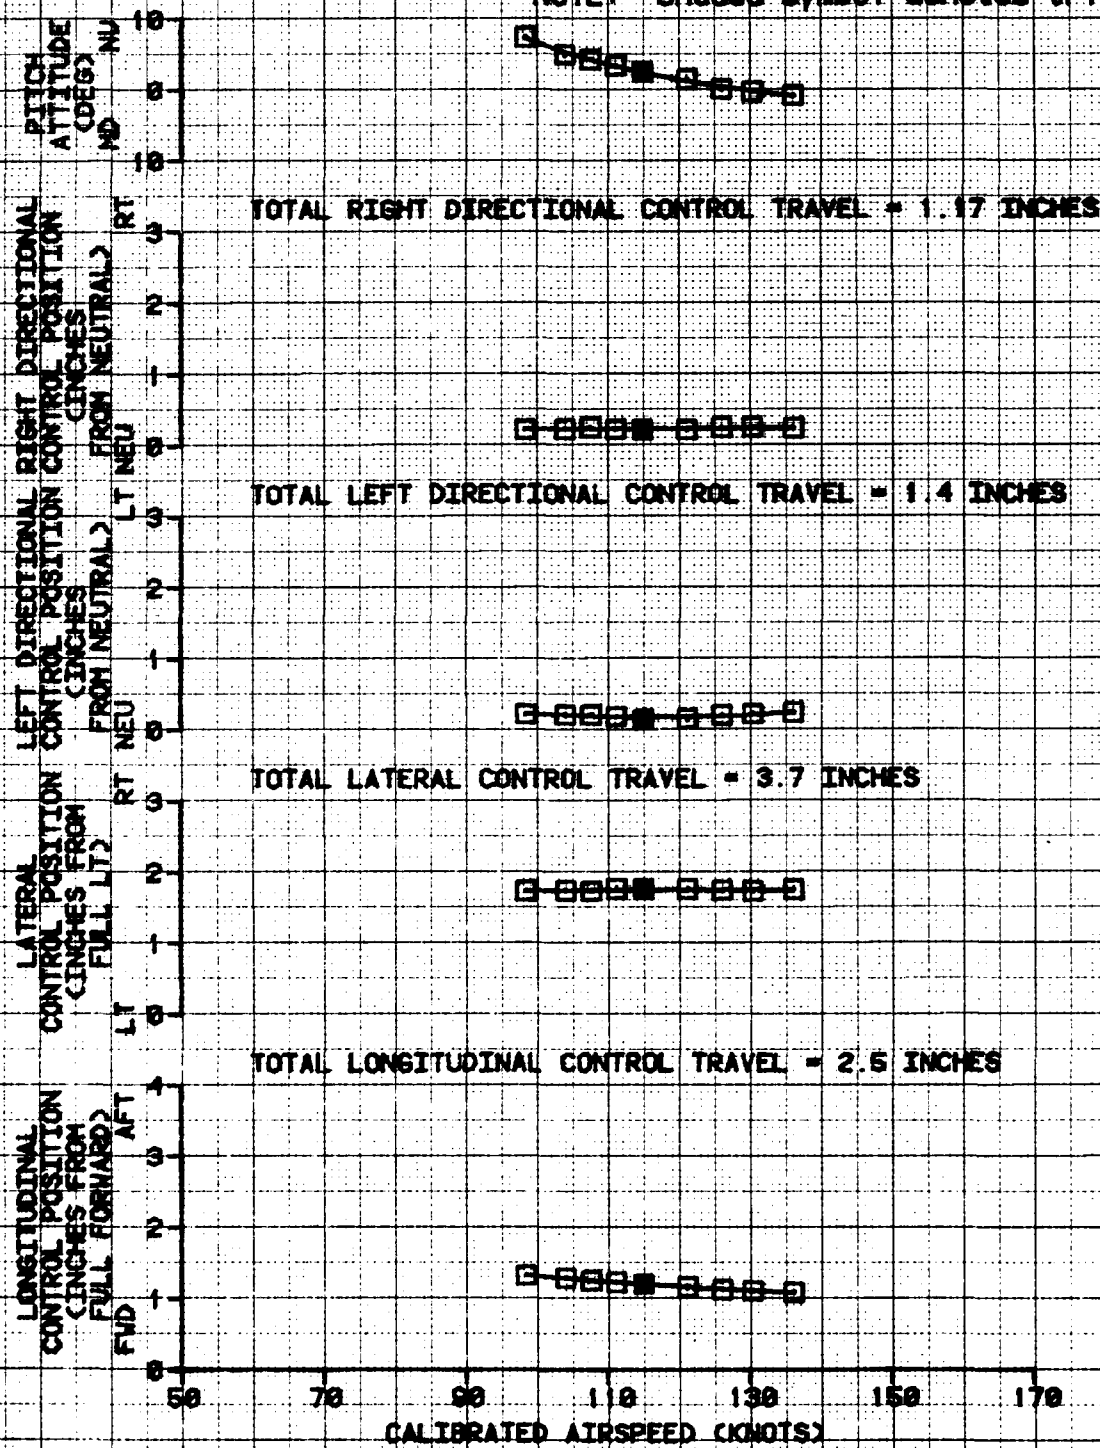 NOTE: Shaded symbol denotes
PITCH
ATTITUDE
(DEG)
ND NU
10
0
10
TOTAL RIGHT DIRECTIONAL CONTROL TRAVEL = 1.17 INCHES
RIGHT DIRECTIONAL
CONTROL POSITION
(INCHES
FROM NEUTRAL)
NEU RT
3
2
1
0
TOTAL LEFT DIRECTIONAL CONTROL TRAVEL = 1.4 INCHES
LEFT DIRECTIONAL
CONTROL POSITION
(INCHES
FROM NEUTRAL)
NEU LT
3
2
1
0
TOTAL LATERAL CONTROL TRAVEL = 3.7 INCHES
LATERAL
CONTROL POSITION
(INCHES FROM
FULL LT)
LT RT
3
2
1
0
TOTAL LONGITUDINAL CONTROL TRAVEL = 2.5 INCHES
LONGITUDINAL
CONTROL POSITION
(INCHES FROM
FULL FORWARD)
FWD AFT
4
3
2
1
0
50 70 90 110 130 150 170
CALIBRATED AIRSPEED (KNOTS)